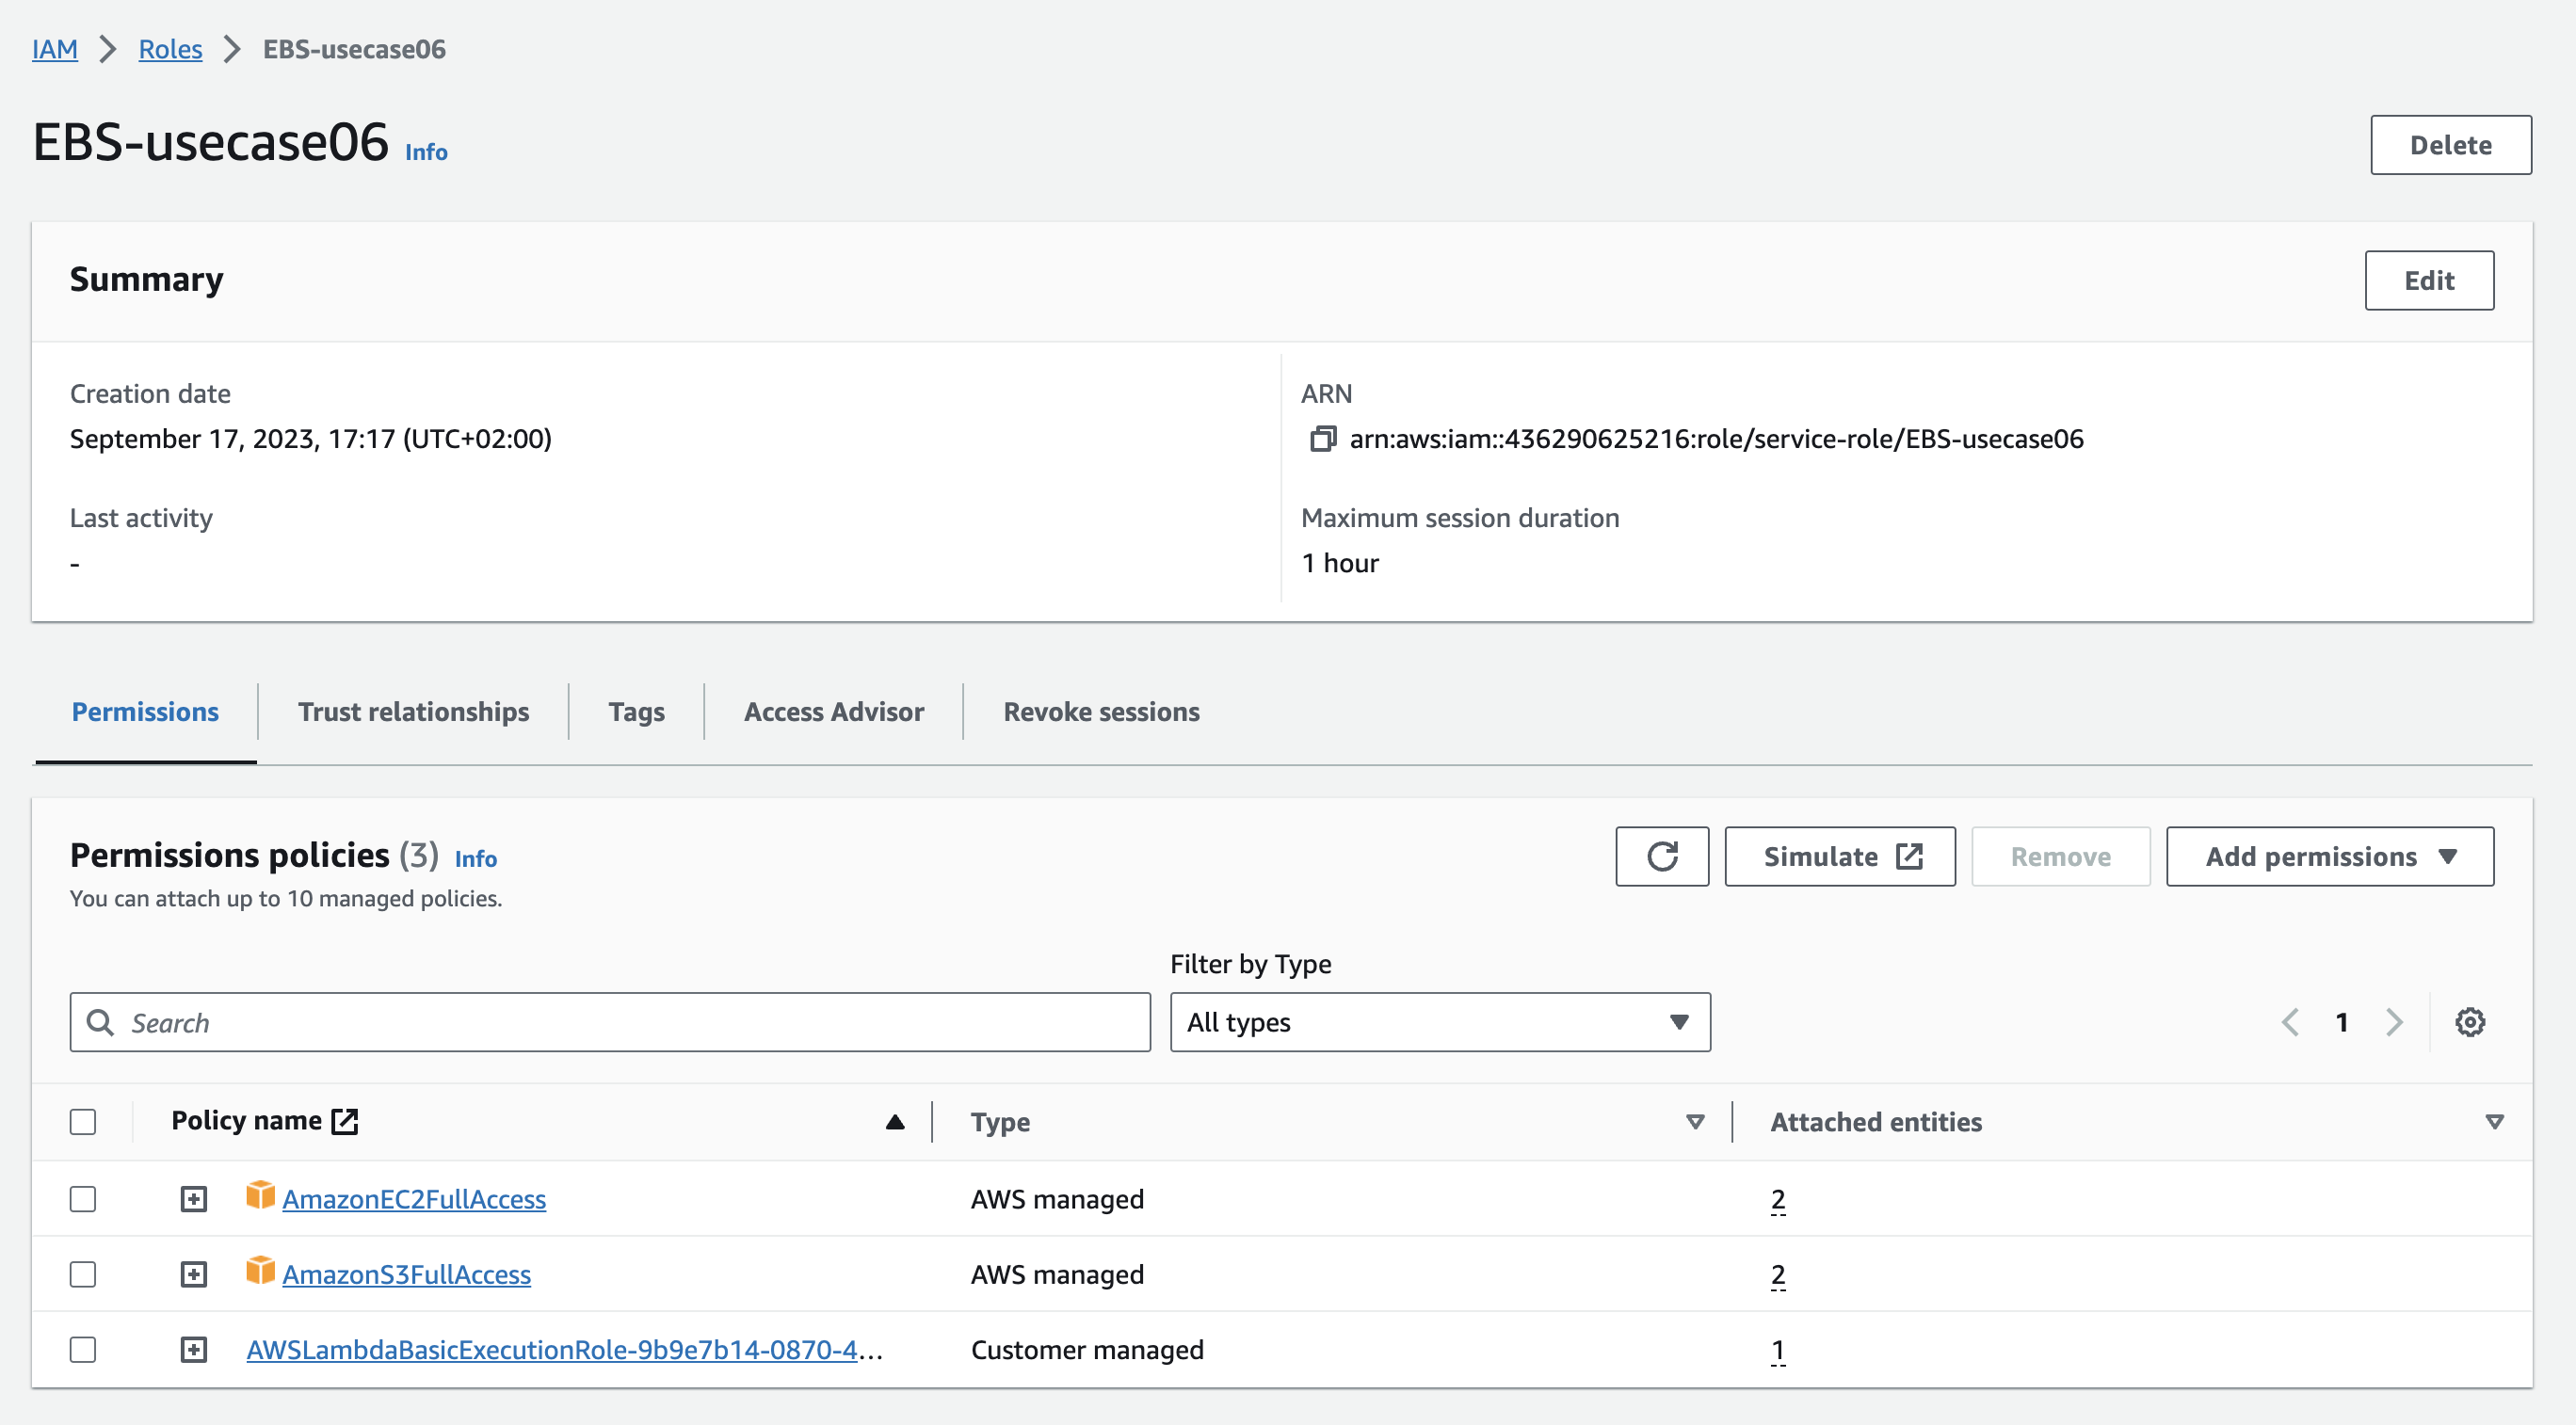 IAM > Roles > EBS-usecase06
EBS-usecase06 Info
Delete
Summary
Edit
Creation date
September 17, 2023, 17:17 (UTC+02:00)
ARN
arn:aws:iam::436290625216:role/service-role/EBS-usecase06
Last activity
-
Maximum session duration
1 hour
Permissions
Trust relationships
Tags
Access Advisor
Revoke sessions
Permissions policies (3) Info
You can attach up to 10 managed policies.
Simulate
Remove
Add permissions
Filter by Type
Search
All types
1
Policy name
Type
Attached entities
AmazonEC2FullAccess AWS managed 2
AmazonS3FullAccess AWS managed 2
AWSLambdaBasicExecutionRole-9b9e7b14-0870-4... Customer managed 1